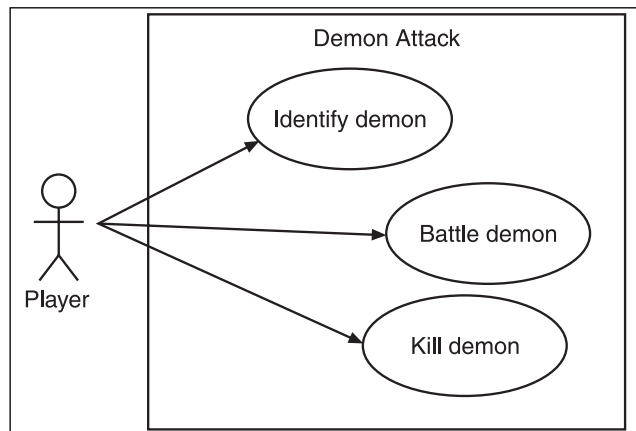 Demon Attack
Identify demon
Battle demon
Player
Kill demon